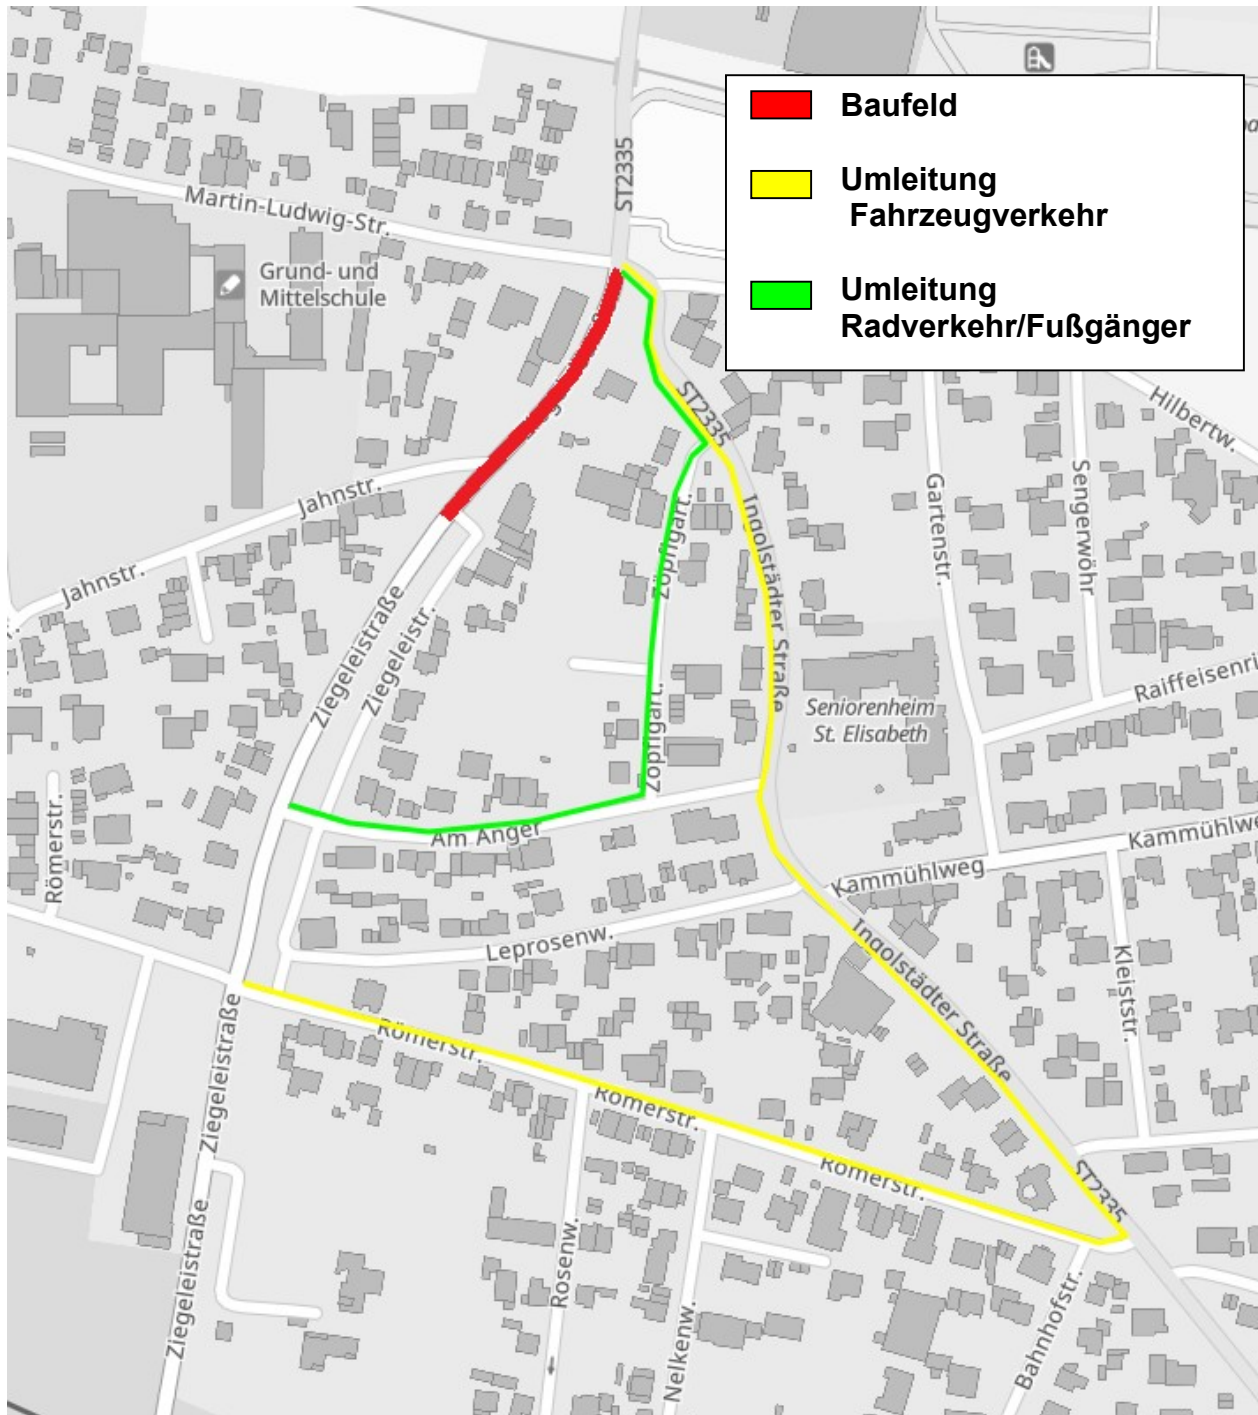 Baufeld
Umleitung
Fahrzeugverkehr
Umleitung
Radverkehr/Fußgänger
ST2335
Martin-Ludwig-Str.
Grund- und
Mittelschule
ST2335
Hilbertw.
Jahnstr.
Jahnstr.
Zöpflgart.
Ingolstädter Straße
Gartenstr.
Sengerwöhr
Ziegeleistraße
Ziegeleistr.
Raiffeisenri
Seniorenheim
St. Elisabeth
Zöpflgart.
Römerstr.
Am Anger
Kammühlweg
Kammühlwe
Leprosenw.
Ingolstädter Straße
Kleiststr.
Ziegeleistraße
Römerstr.
Römerstr.
Römerstr.
ST2335
Ziegeleistraße
Rosenw.
Nelkenw.
Bahnhofstr.